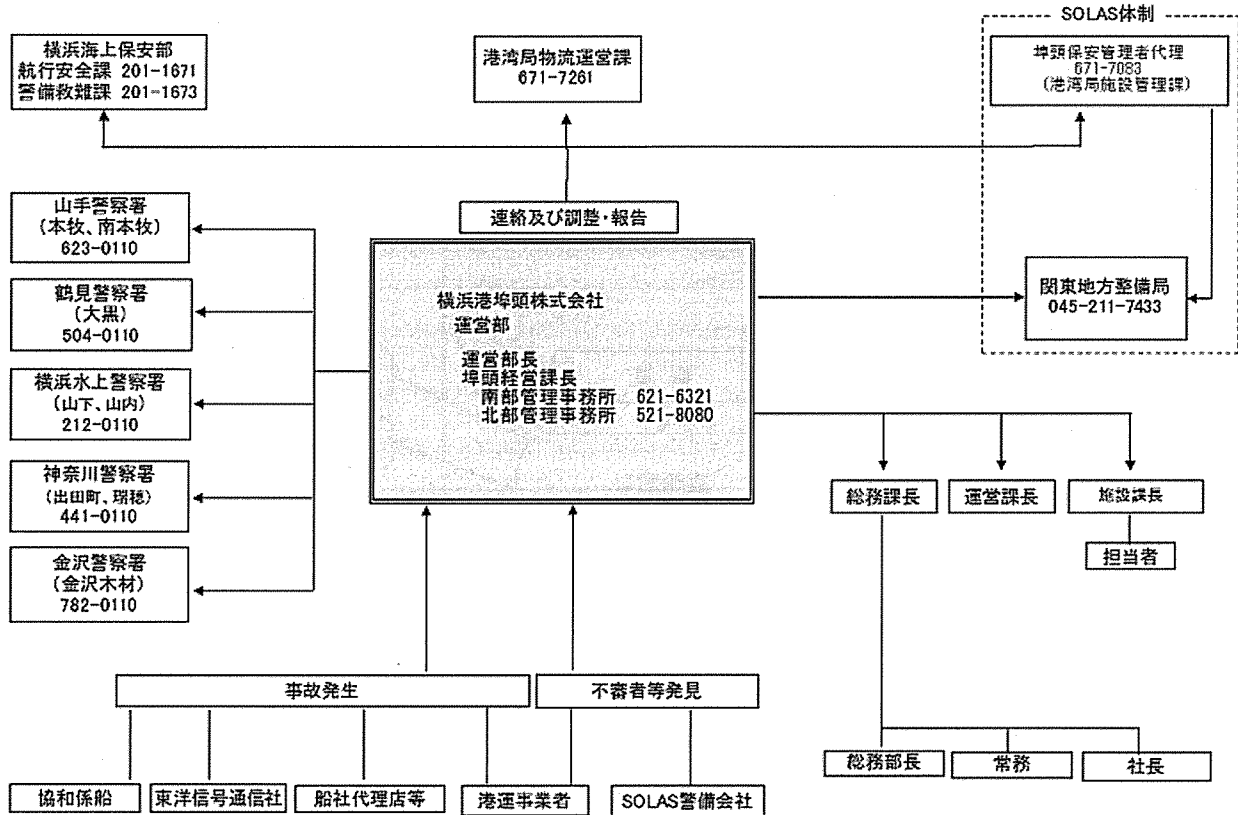 SOLAS体制
横浜海上保安部
航行安全課 201-1671
警備救難課 201-1673
港湾局物流運営課
671-7261
埠頭保安管理者代理
671-7083
(港湾局施設管理課)
山手警察署
(本牧、南本牧)
623-0110
鶴見警察署
(大黒)
504-0110
横浜水上警察署
(山下、山内)
212-0110
神奈川警察署
(出田町、瑞穂)
441-0110
金沢警察署
(金沢木材)
782-0110
連絡及び調整・報告
横浜港埠頭株式会社
運営部
運営部長
埠頭経営課長
南部管理事務所 621-6321
北部管理事務所 521-8080
関東地方整備局
045-211-7433
総務課長
運営課長
施設課長
担当者
事故発生
不審者等発見
総務部長
常務
社長
協和係船
東洋信号通信社
船社代理店等
港運事業者
SOLAS警備会社